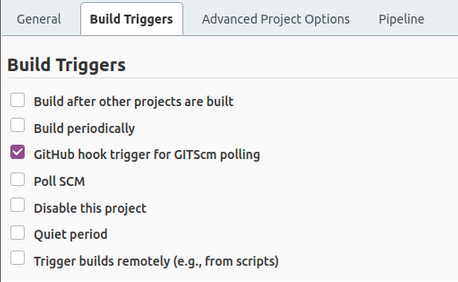 General
Build Triggers
Advanced Project Options
Pipeline
Build Triggers
Build after other projects are built
Build periodically
GitHub hook trigger for GITScm polling
Poll SCM
Disable this project
Quiet period
Trigger builds remotely (e.g., from scripts)